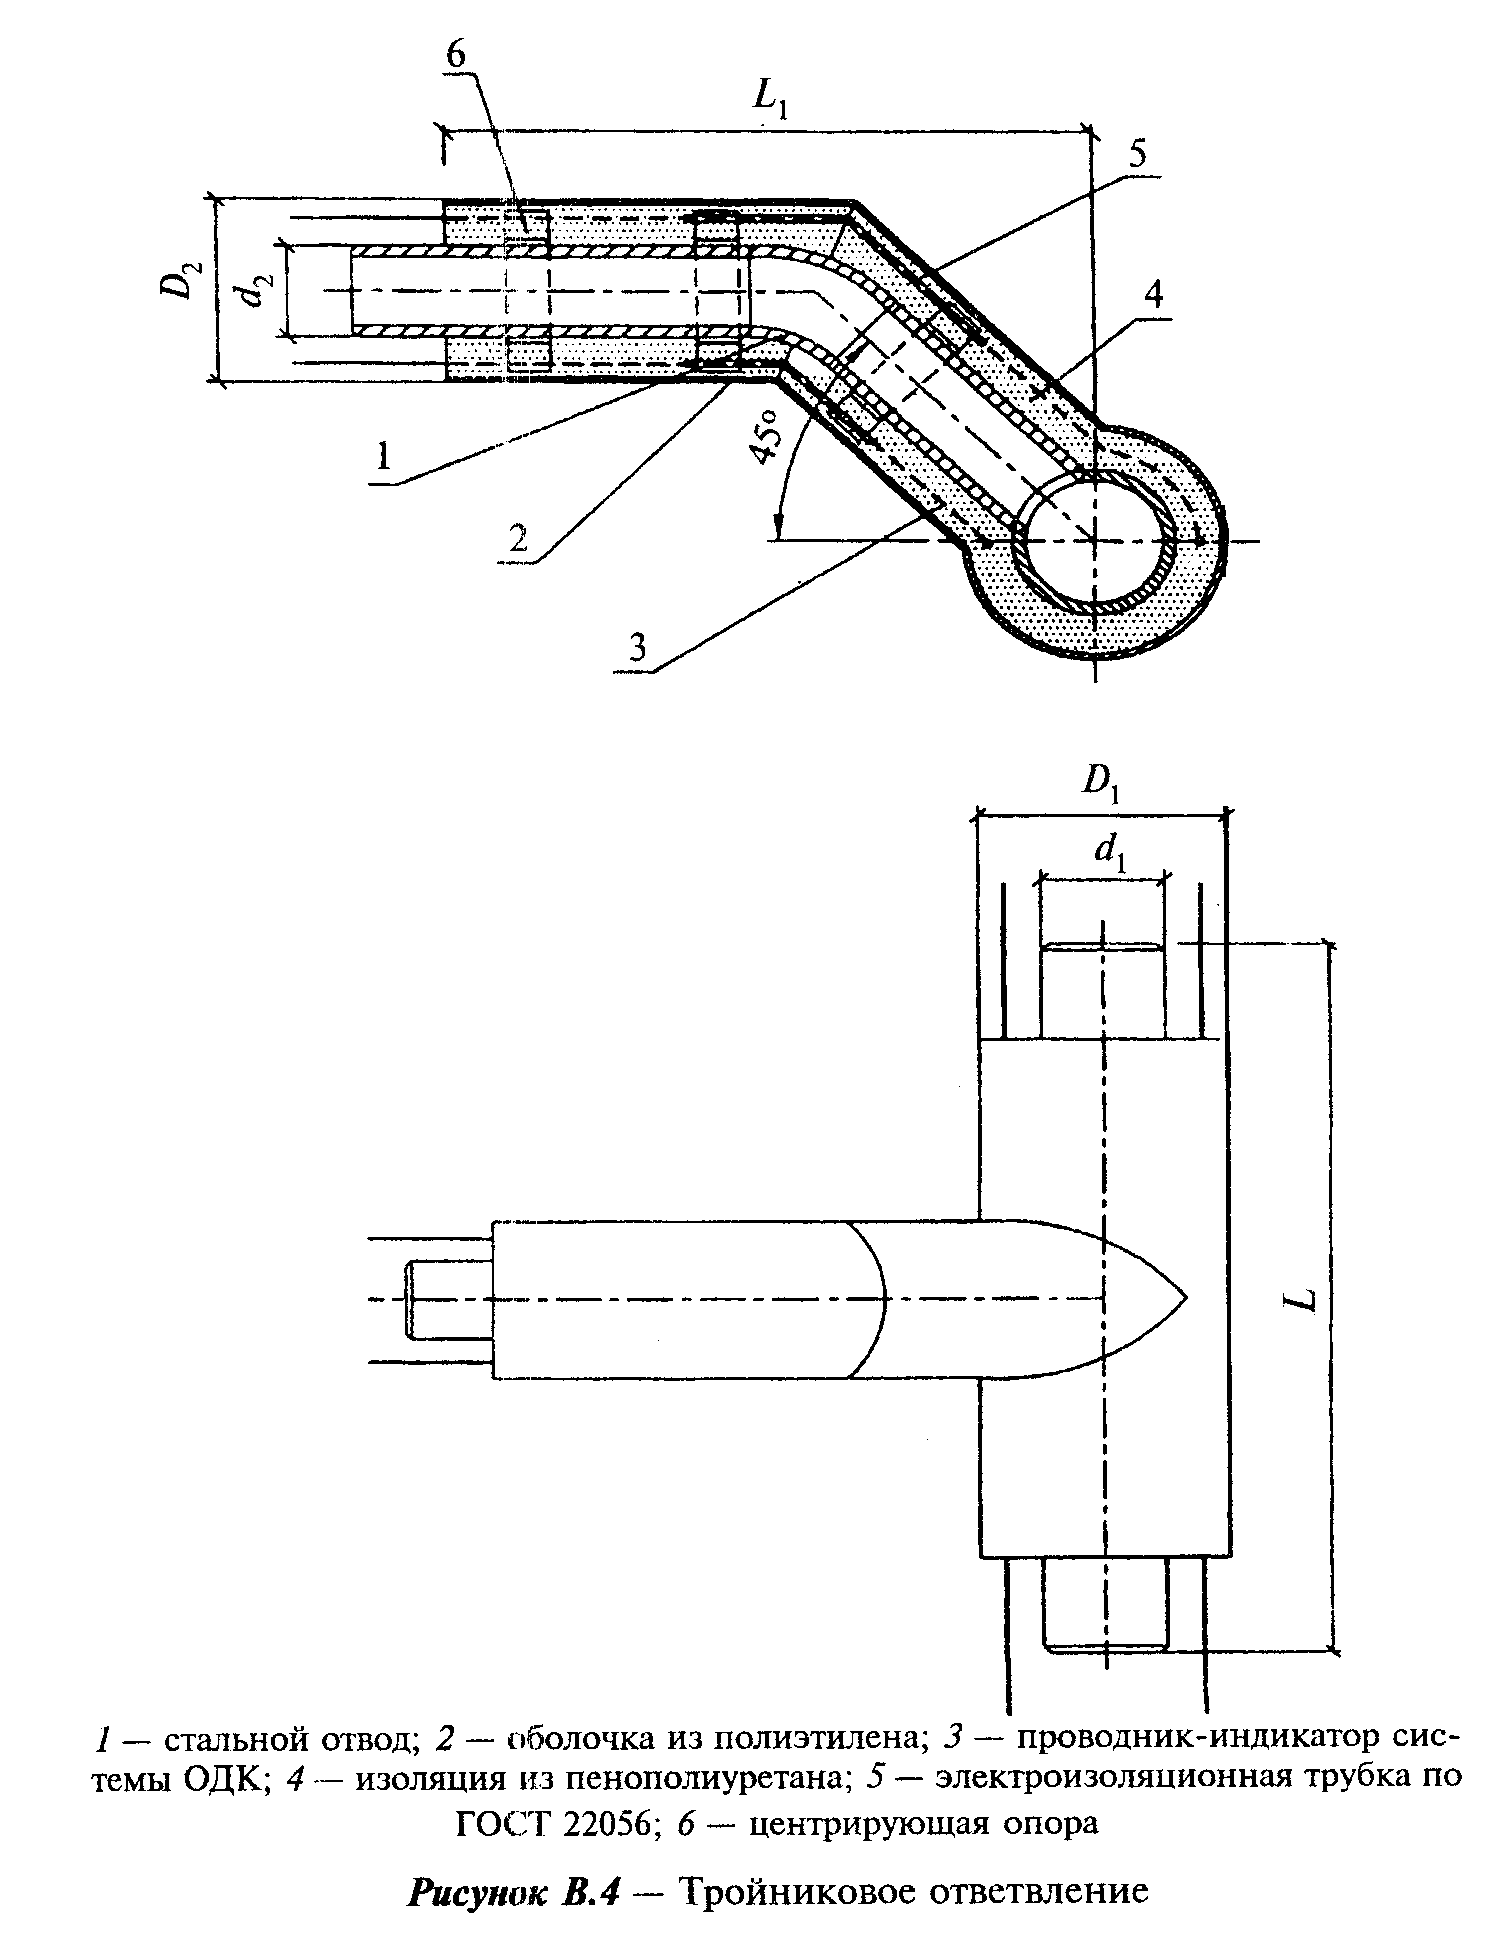 6
L1
5
D2
d2
4
45°
1
2
3
D1
d1
L
1 — стальной отвод; 2 — оболочка из полиэтилена; 3 — проводник-индикатор сис-
темы ОДК; 4 — изоляция из пенополиуретана; 5 — электроизоляционная трубка по
ГОСТ 22056; 6 — центрирующая опора
Рисунок В.4 — Тройниковое ответвление